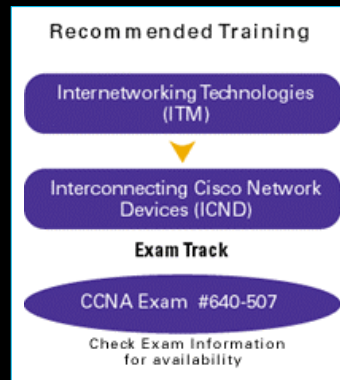 Recommended Training
Internetworking Technologies
(ITM)
Interconnecting Cisco Network
Devices (ICND)
Exam Track
CCNA Exam #640-507
Check Exam Information
for availability